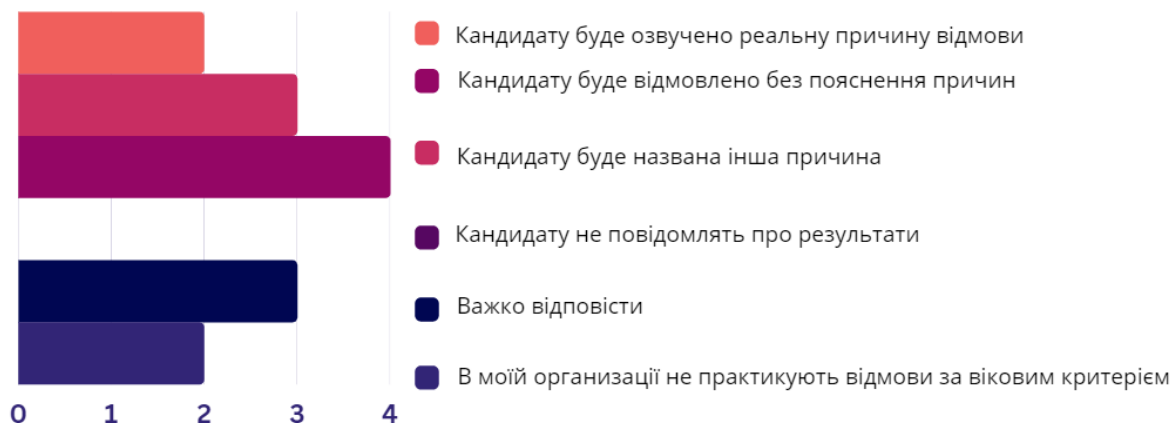 Кандидату буде озвучено реальну причину відмови
Кандидату буде відмовлено без пояснення причин
Кандидату буде названа інша причина
Кандидату не повідомлять про результати
Важко відповісти
В моїй организації не практикують відмови за віковим критерієм
0 1 2 3 4